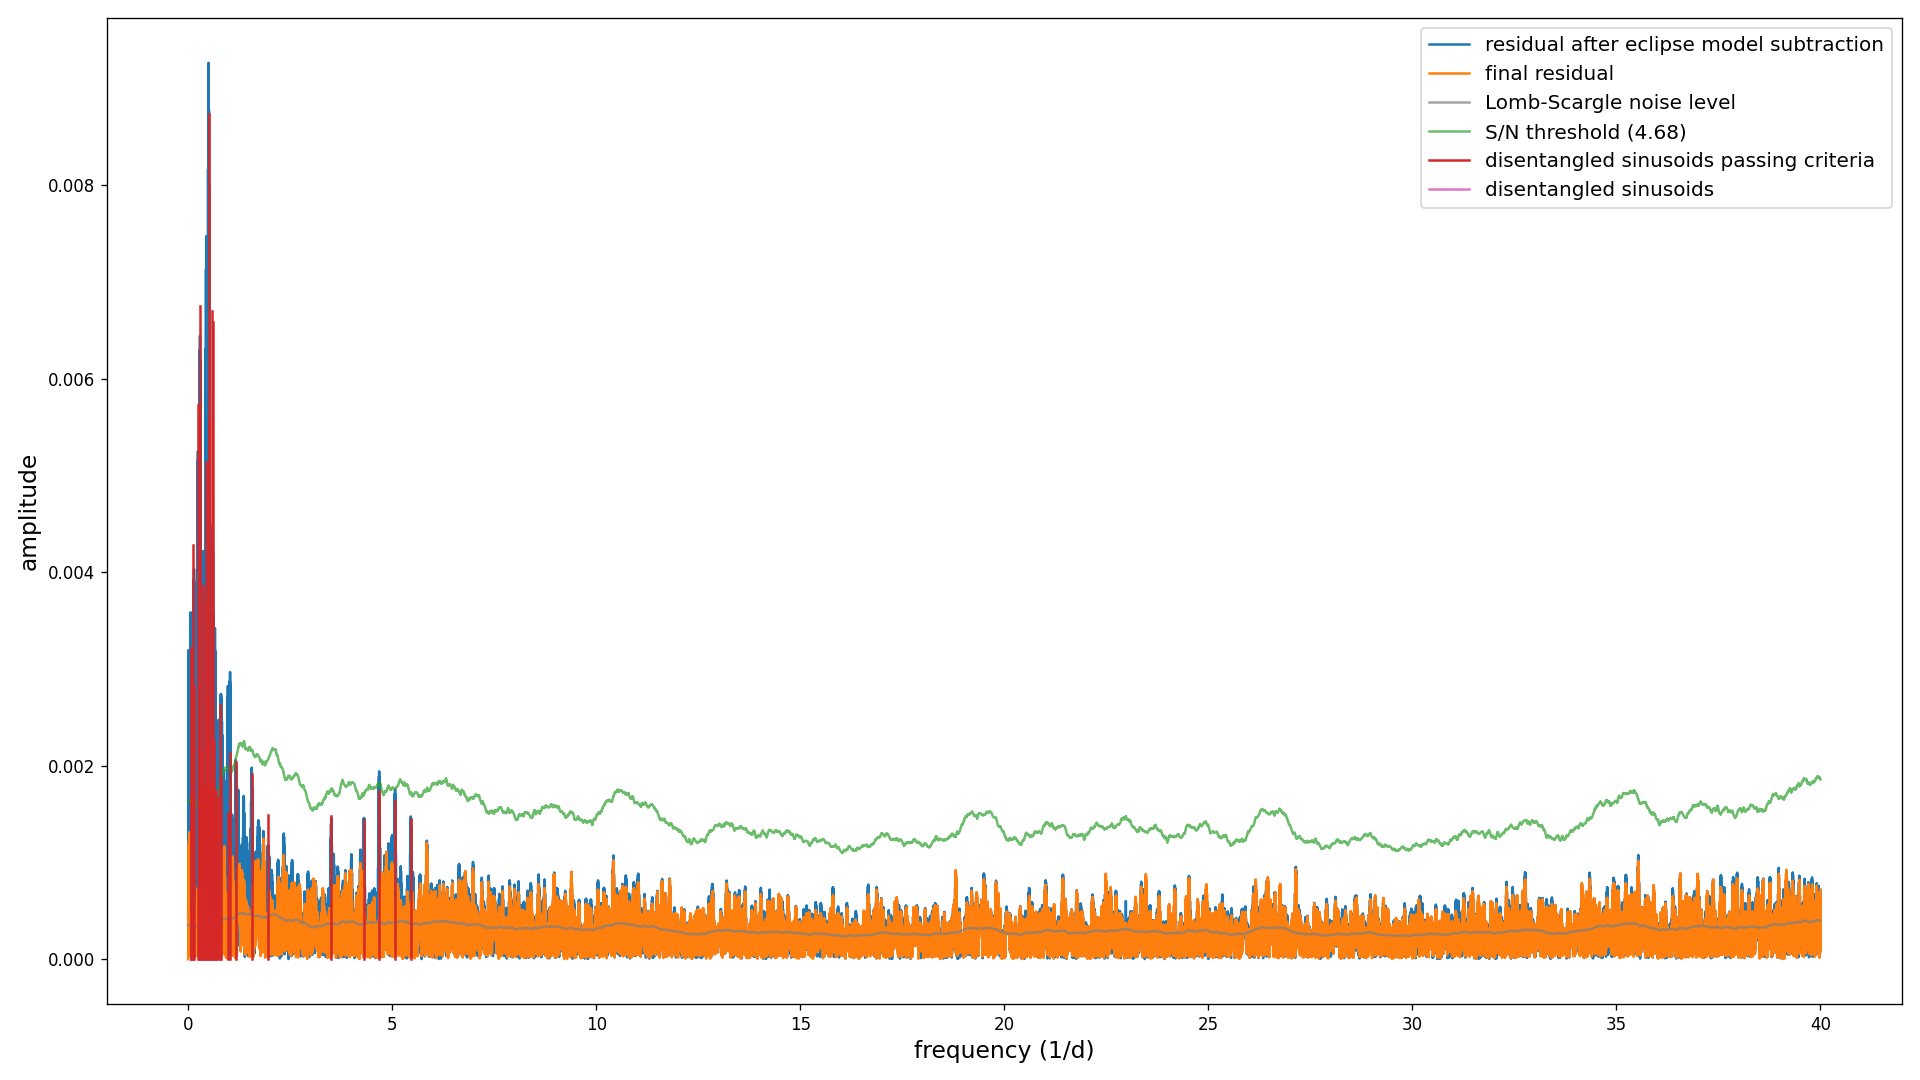 residual after eclipse model subtraction
final residual
Lomb-Scargle noise level
S/N threshold (4.68)
disentangled sinusoids passing criteria
disentangled sinusoids
amplitude
0.008
0.006
0.004
0.002
0.000
0 5 10 15 20 25 30 35 40
frequency (1/d)